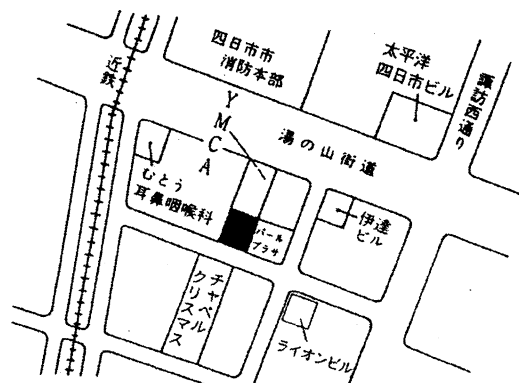 四日市市
消防本部
太平洋
四日市ビル
諏訪西通り
近鉄
YMCA
湯の山街道
むとう
耳鼻咽喉科
パール
プラザ
伊達
ビル
チャペル
クリスマス
ライオンビル